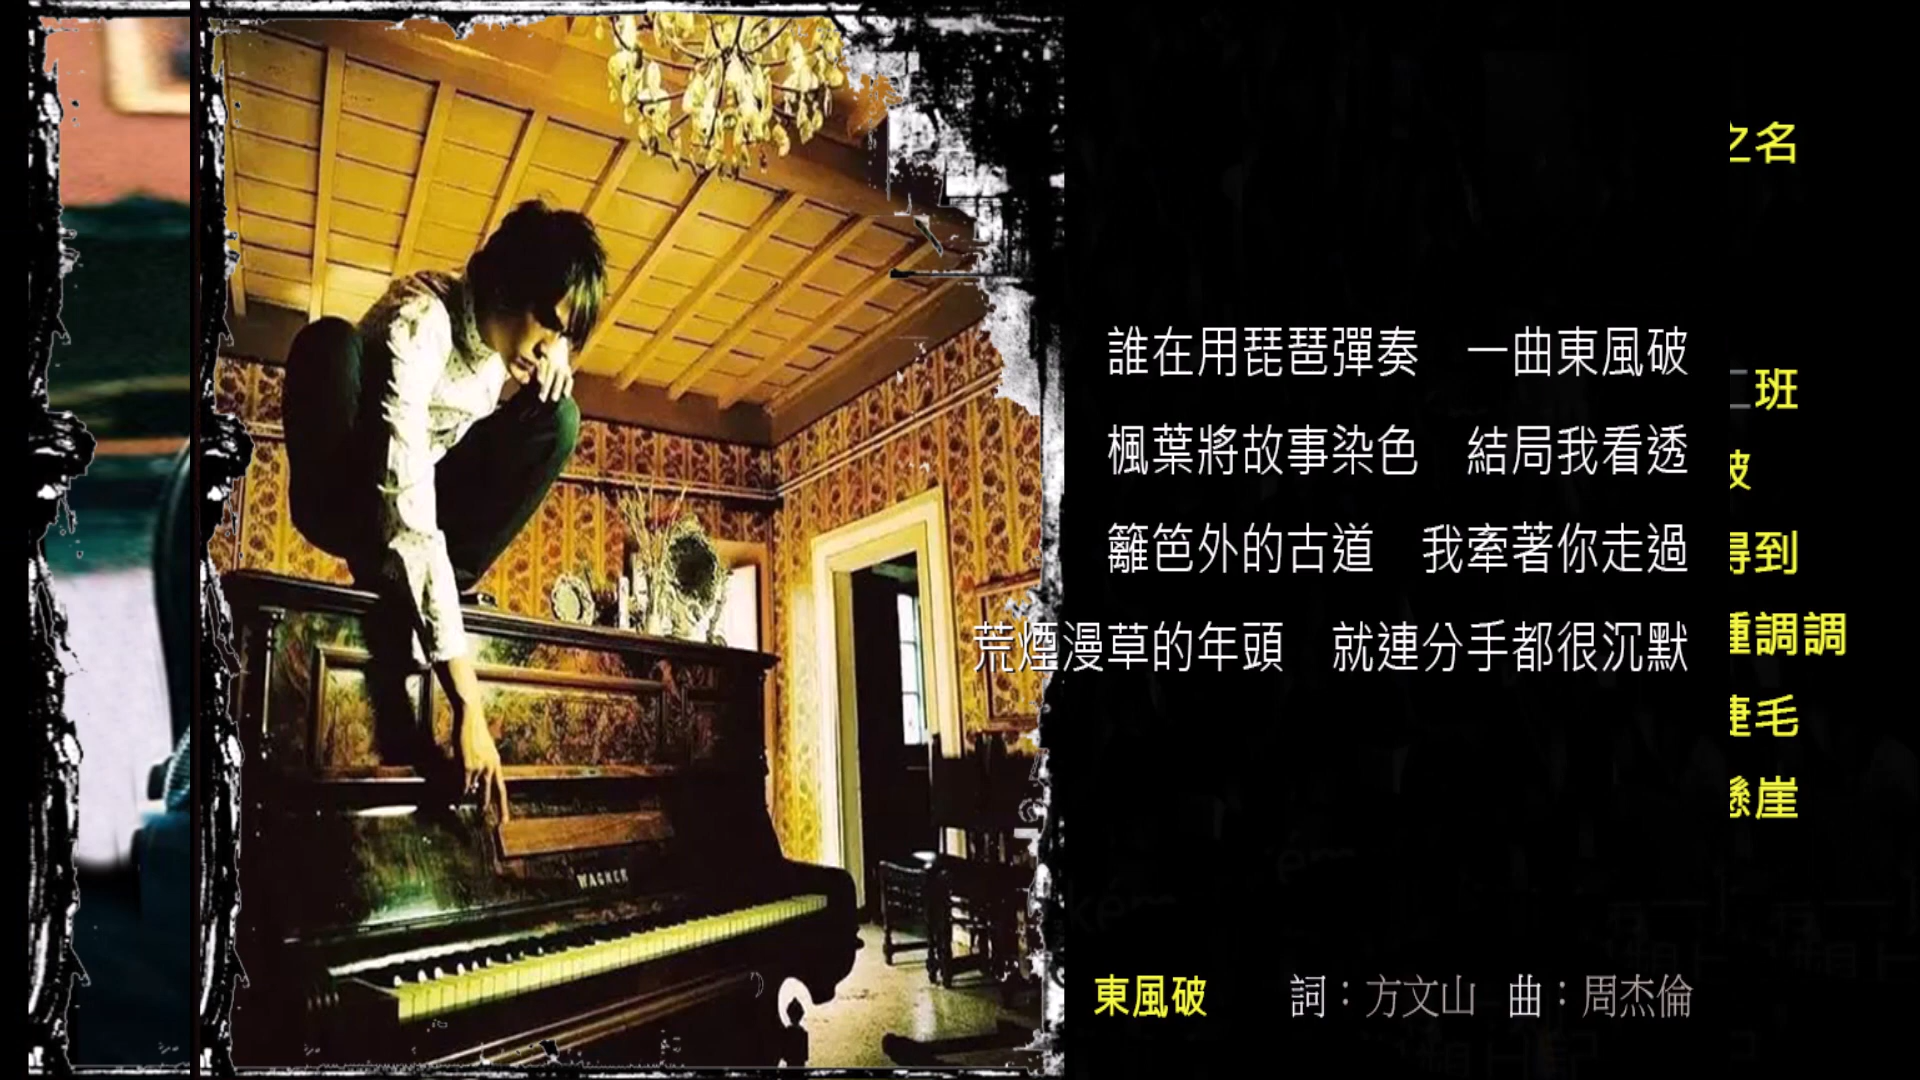 誰在用琵琶彈奏　一曲東風破
楓葉將故事染色　結局我看透
籬笆外的古道　我牽著你走過
荒煙漫草的年頭　就連分手都很沉默
東風破　詞：方文山　曲：周杰倫
之名
二班
破
得到
種調調
睫毛
懸崖
WAGNER